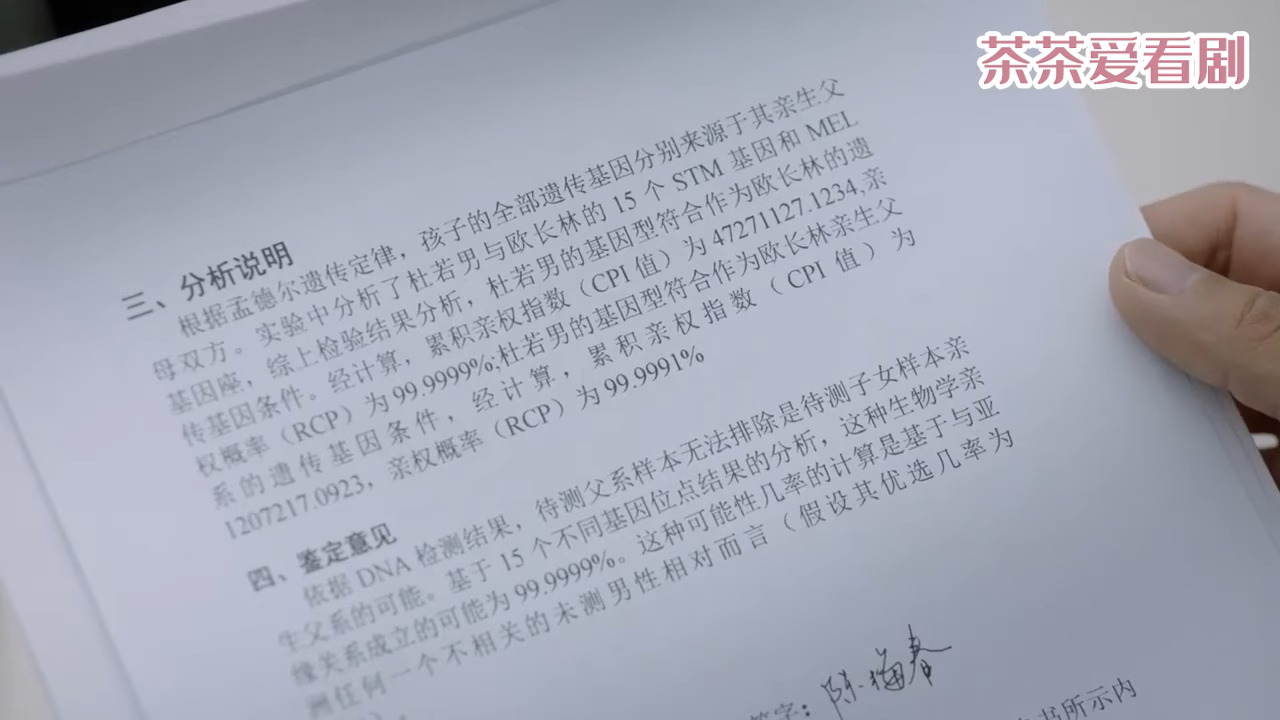 茶茶爱看剧
三、分析说明
根据孟德尔遗传定律，孩子的全部遗传基因分别来源于其亲生父
母双方。实验中分析了杜若男与欧长林的 15 个 STM 基因和 MEL
基因座，综上检验结果分析，杜若男的基因型符合作为欧长林的遗
传基因条件。经计算，累积亲权指数（CPI 值）为 47271127.1234,亲
权概率（RCP）为 99.9999%;杜若男的基因型符合作为欧长林亲生父
系的遗传基因条件，经计算，累积亲权指数（CPI 值）为
1207217.0923，亲权概率（RCP）为 99.9991%
四、鉴定意见
依据 DNA 检测结果，待测父系样本无法排除是待测子女样本亲
生父系的可能。基于 15 个不同基因位点结果的分析，这种生物学亲
缘关系成立的可能为 99.9999%。这种可能性几率的计算是基于与亚
洲任何一个不相关的未测男性相对而言（假设其优选几率为
签字：陈梅春
书所示内